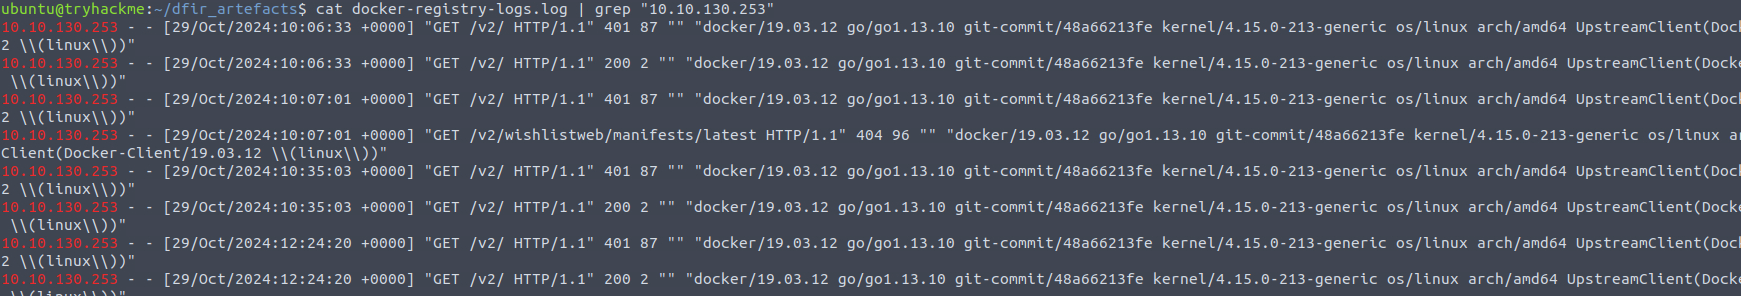 ubuntu@tryhackme:~/dfir_artefacts$ cat docker-registry-logs.log | grep "10.10.130.253"
10.10.130.253 - - [29/Oct/2024:10:06:33 +0000] "GET /v2/ HTTP/1.1" 401 87 "" "docker/19.03.12 go/go1.13.10 git-commit/48a66213fe kernel/4.15.0-213-generic os/linux arch/amd64 UpstreamClient(Dock
2 \\(linux\\))"
10.10.130.253 - - [29/Oct/2024:10:06:33 +0000] "GET /v2/ HTTP/1.1" 200 2 "" "docker/19.03.12 go/go1.13.10 git-commit/48a66213fe kernel/4.15.0-213-generic os/linux arch/amd64 UpstreamClient(Docke
\\(linux\\))"
10.10.130.253 - - [29/Oct/2024:10:07:01 +0000] "GET /v2/ HTTP/1.1" 401 87 "" "docker/19.03.12 go/go1.13.10 git-commit/48a66213fe kernel/4.15.0-213-generic os/linux arch/amd64 UpstreamClient(Dock
2 \\(linux\\))"
10.10.130.253 - - [29/Oct/2024:10:07:01 +0000] "GET /v2/wishlistweb/manifests/latest HTTP/1.1" 404 96 "" "docker/19.03.12 go/go1.13.10 git-commit/48a66213fe kernel/4.15.0-213-generic os/linux ar
Client(Docker-Client/19.03.12 \\(linux\\))"
10.10.130.253 - - [29/Oct/2024:10:35:03 +0000] "GET /v2/ HTTP/1.1" 401 87 "" "docker/19.03.12 go/go1.13.10 git-commit/48a66213fe kernel/4.15.0-213-generic os/linux arch/amd64 UpstreamClient(Dock
2 \\(linux\\))"
10.10.130.253 - - [29/Oct/2024:10:35:03 +0000] "GET /v2/ HTTP/1.1" 200 2 "" "docker/19.03.12 go/go1.13.10 git-commit/48a66213fe kernel/4.15.0-213-generic os/linux arch/amd64 UpstreamClient(Docke
\\(linux\\))"
10.10.130.253 - - [29/Oct/2024:12:24:20 +0000] "GET /v2/ HTTP/1.1" 401 87 "" "docker/19.03.12 go/go1.13.10 git-commit/48a66213fe kernel/4.15.0-213-generic os/linux arch/amd64 UpstreamClient(Dock
2 \\(linux\\))"
10.10.130.253 - - [29/Oct/2024:12:24:20 +0000] "GET /v2/ HTTP/1.1" 200 2 "" "docker/19.03.12 go/go1.13.10 git-commit/48a66213fe kernel/4.15.0-213-generic os/linux arch/amd64 UpstreamClient(Docke
\\(linux\\))"